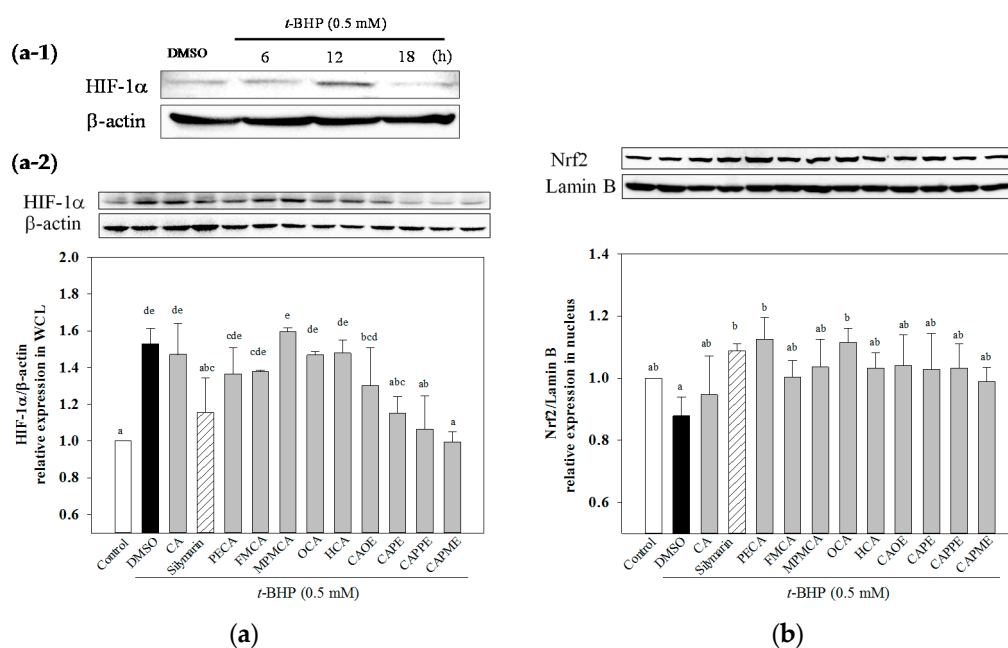 t-BHP (0.5 mM)
(a-1)
DMSO
6 12 18 (h)
HIF-1α
β-actin
(a-2)
HIF-1α
β-actin
2.0
1.8
1.6
1.4
1.2
1.0
0.8
0.6
HIF-1α/β-actin
relative expression in WCL
a de de abc cde cde e de de bcd abc ab a
Control DMSO CA Silymarin PECA FMCA MPMCA OCA HCA CAOE CAPE CAPPE CAPME
t-BHP (0.5 mM)
(a)
Nrf2
Lamin B
1.4
1.2
1.0
0.8
0.6
Nrf2/Lamin B
relative expression in nucleus
ab a ab b b ab ab b ab ab ab ab ab
Control DMSO CA Silymarin PECA FMCA MPMCA OCA HCA CAOE CAPE CAPPE CAPME
t-BHP (0.5 mM)
(b)